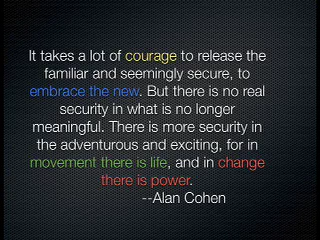 It takes a lot of courage to release the
familiar and seemingly secure, to
embrace the new. But there is no real
security in what is no longer
meaningful. There is more security in
the adventurous and exciting, for in
movement there is life, and in change
there is power.
--Alan Cohen